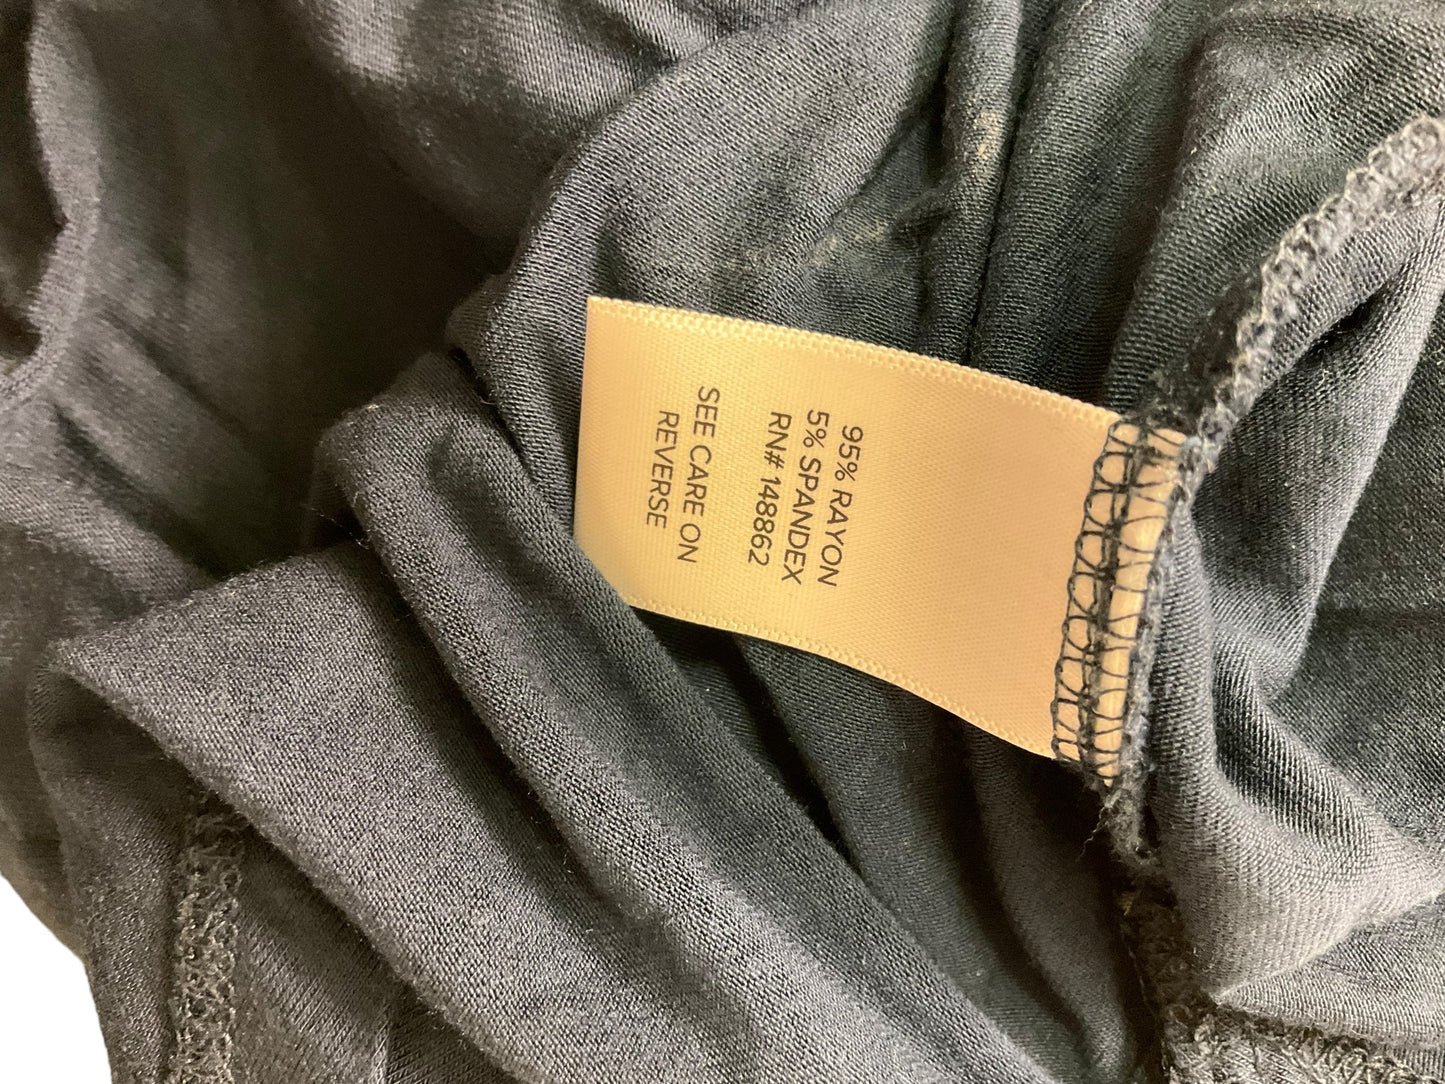 95% RAYON
5% SPANDEX
RN# 148862
SEE CARE ON
REVERSE